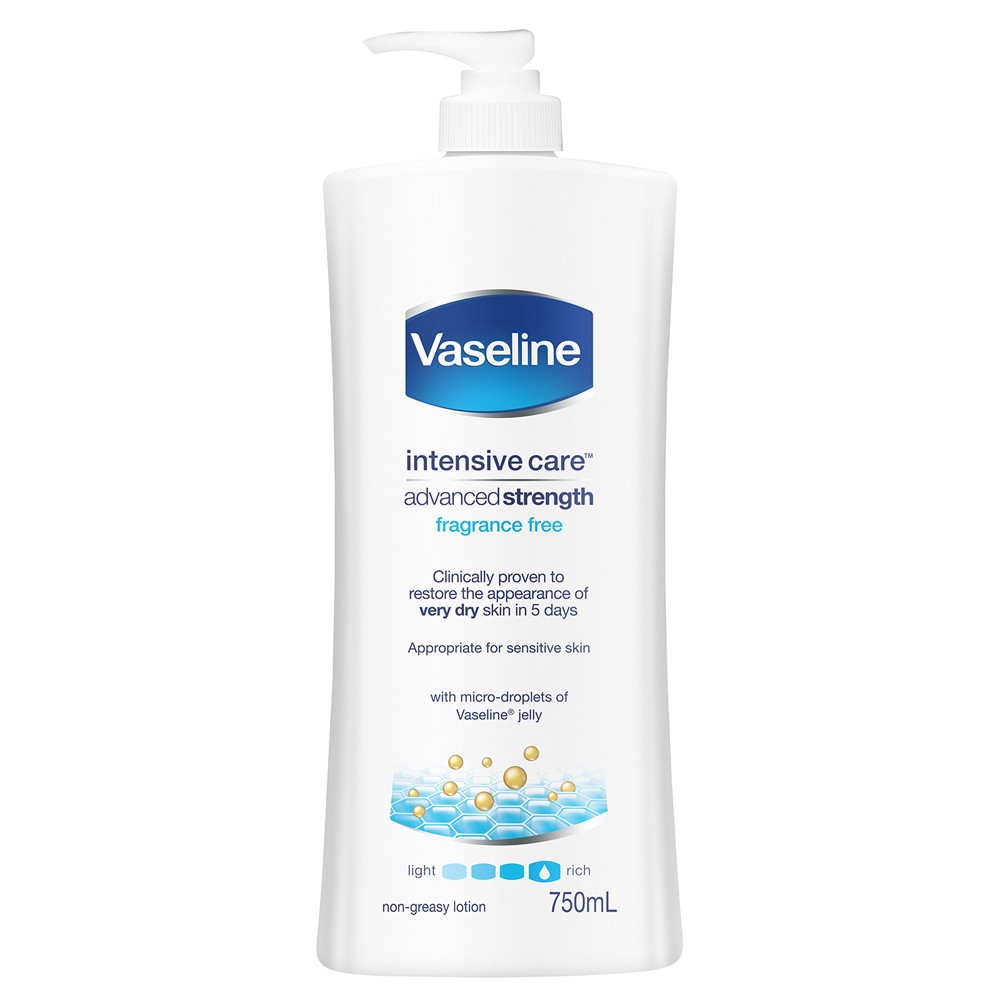 Vaseline
intensive care™
advanced strength
fragrance free
Clinically proven to
restore the appearance of
very dry skin in 5 days
Appropriate for sensitive skin
with micro-droplets of
Vaseline® jelly
light rich
non-greasy lotion 750mL